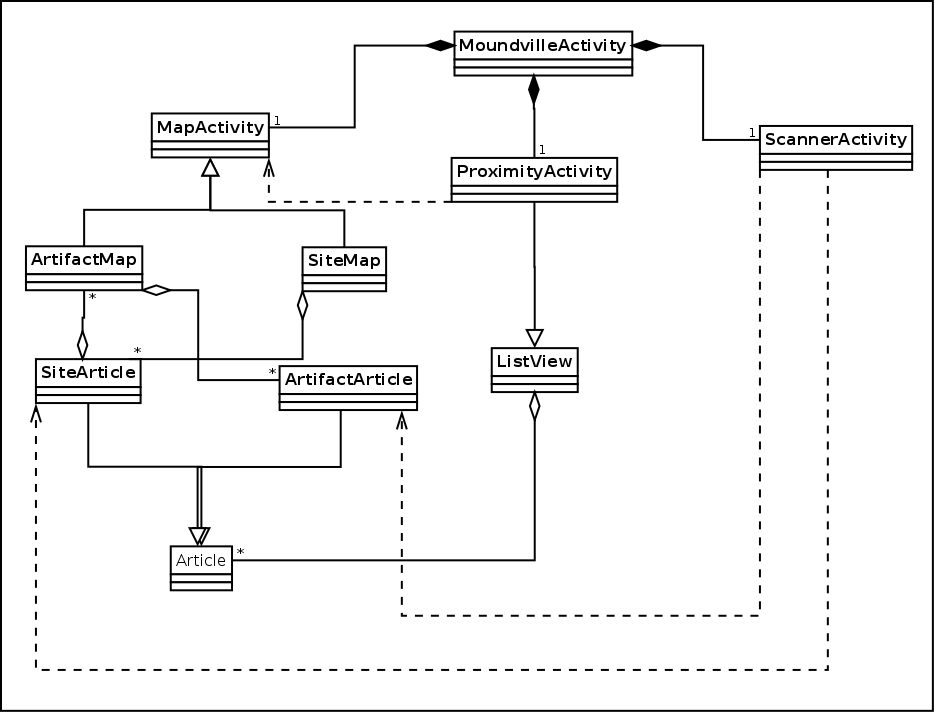 MoundvilleActivity
MapActivity
1
1
1
ScannerActivity
ProximityActivity
ArtifactMap
SiteMap
*
*
ListView
SiteArticle
*
ArtifactArticle
Article
*